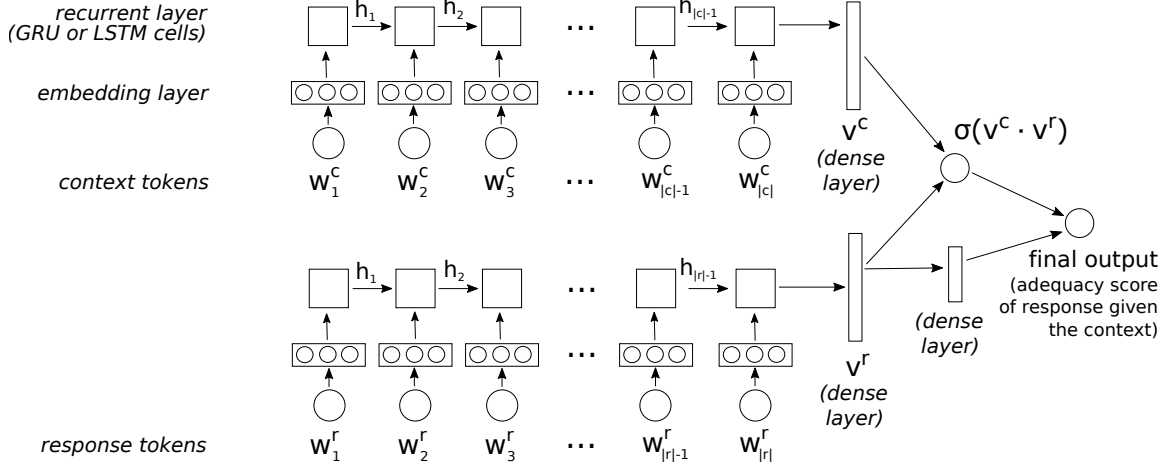 recurrent layer
(GRU or LSTM cells)
h₁ h₂ ... h|c|-1
embedding layer
...
context tokens
w₁ᶜ w₂ᶜ w₃ᶜ ... w|c|-1ᶜ w|c|ᶜ
vᶜ
(dense
layer)
σ(vᶜ · vʳ)
h₁ h₂ ... h|r|-1
...
response tokens
w₁ʳ w₂ʳ w₃ʳ ... w|r|-1ʳ w|r|ʳ
vʳ
(dense
layer)
(dense
layer)
final output
(adequacy score
of response given
the context)